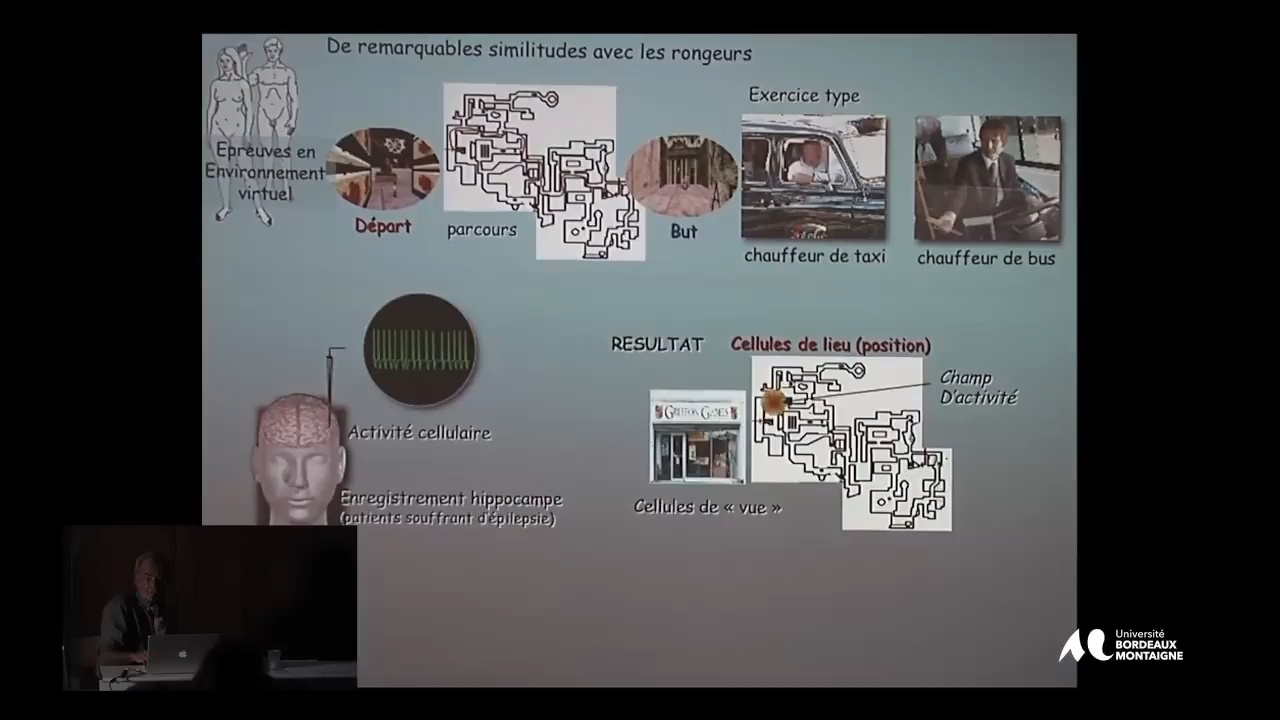 De remarquables similitudes avec les rongeurs
Epreuves en
Environnement
virtuel
Départ
parcours
But
Exercice type
chauffeur de taxi
chauffeur de bus
Activité cellulaire
Enregistrement hippocampe
(patients souffrant d'épilepsie)
RESULTAT
Cellules de lieu (position)
Champ
D'activité
GRIFFON GAMES
Cellules de « vue »
Université
BORDEAUX
MONTAIGNE